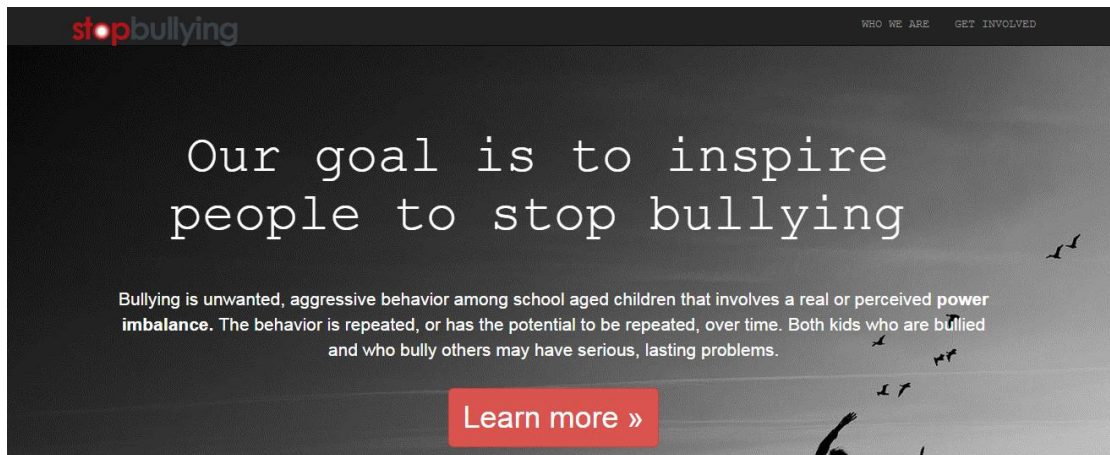 stopbullying
WHO WE ARE GET INVOLVED
Our goal is to inspire
people to stop bullying
Bullying is unwanted, aggressive behavior among school aged children that involves a real or perceived power
imbalance. The behavior is repeated, or has the potential to be repeated, over time. Both kids who are bullied
and who bully others may have serious, lasting problems.
Learn more »